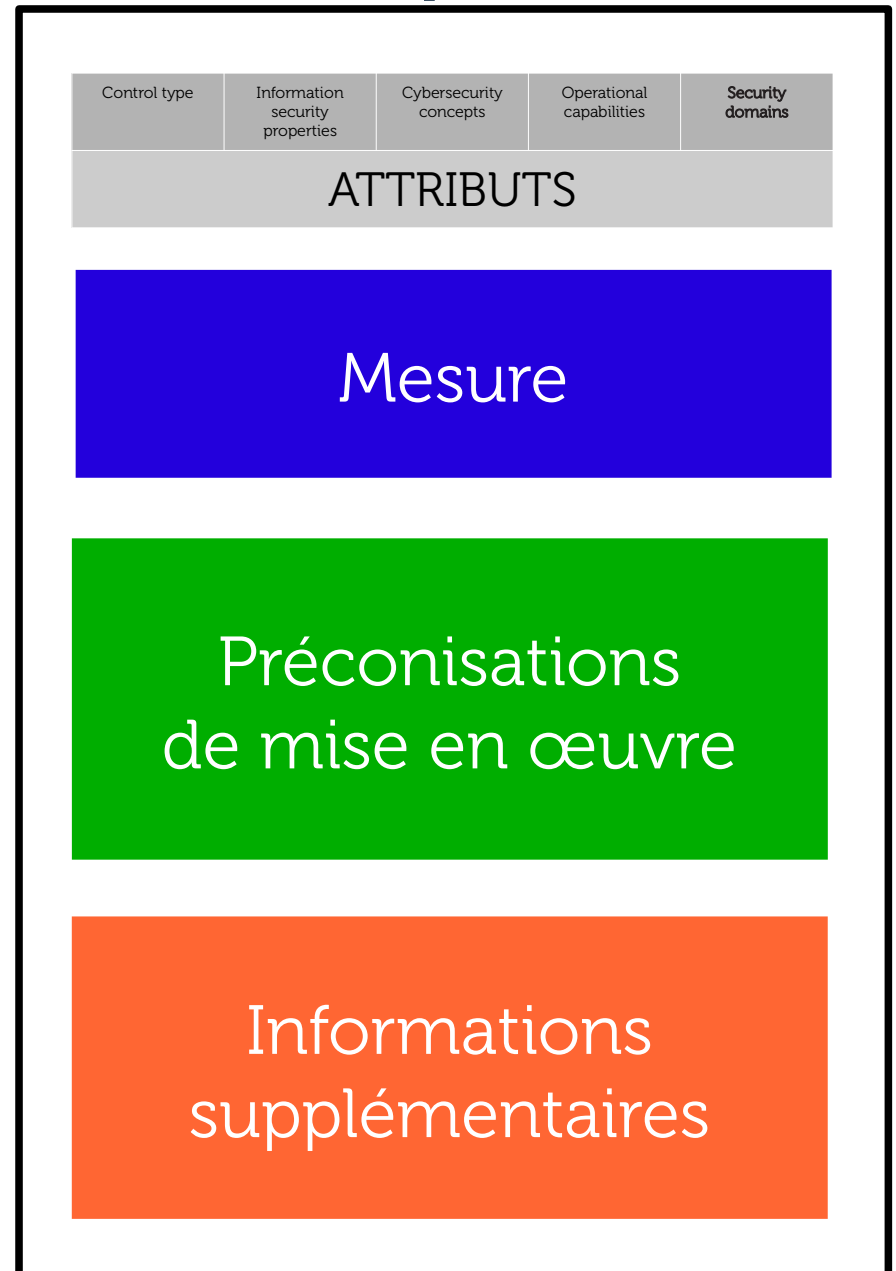 Control type
Information
security
properties
Cybersecurity
concepts
Operational
capabilities
Security
domains
ATTRIBUTS
Mesure
Préconisations
de mise en œuvre
Informations
supplémentaires